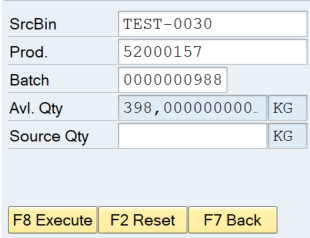 SrcBin TEST-0030
Prod. 52000157
Batch 0000000988
Avl. Qty 398,000000000_ KG
Source Qty KG
F8 Execute F2 Reset F7 Back